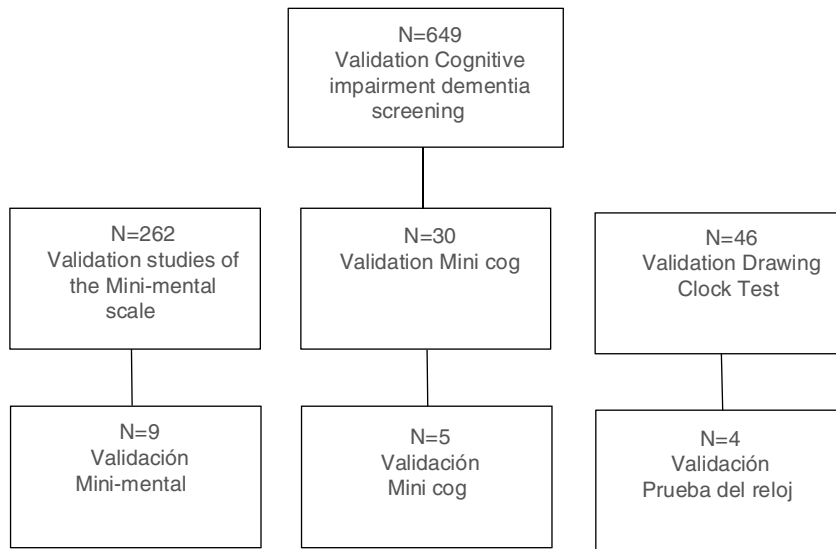 N=649
Validation Cognitive
impairment dementia
screening
N=262
Validation studies of
the Mini-mental
scale
N=30
Validation Mini cog
N=46
Validation Drawing
Clock Test
N=9
Validación
Mini-mental
N=5
Validación
Mini cog
N=4
Validación
Prueba del reloj